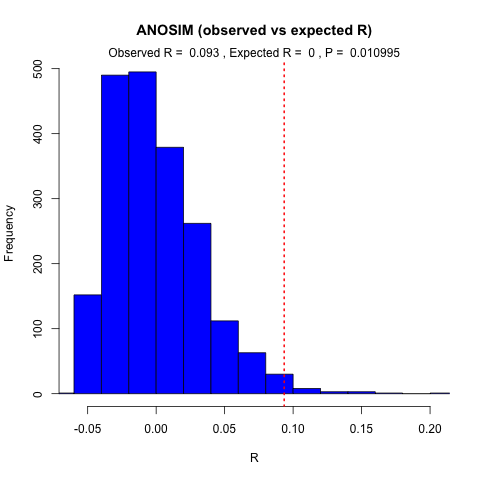 ANOSIM (observed vs expected R)
Observed R =  0.093 , Expected R =  0 , P =  0.010995
500
400
300
200
100
0
Frequency
-0.05 0.00 0.05 0.10 0.15 0.20
R